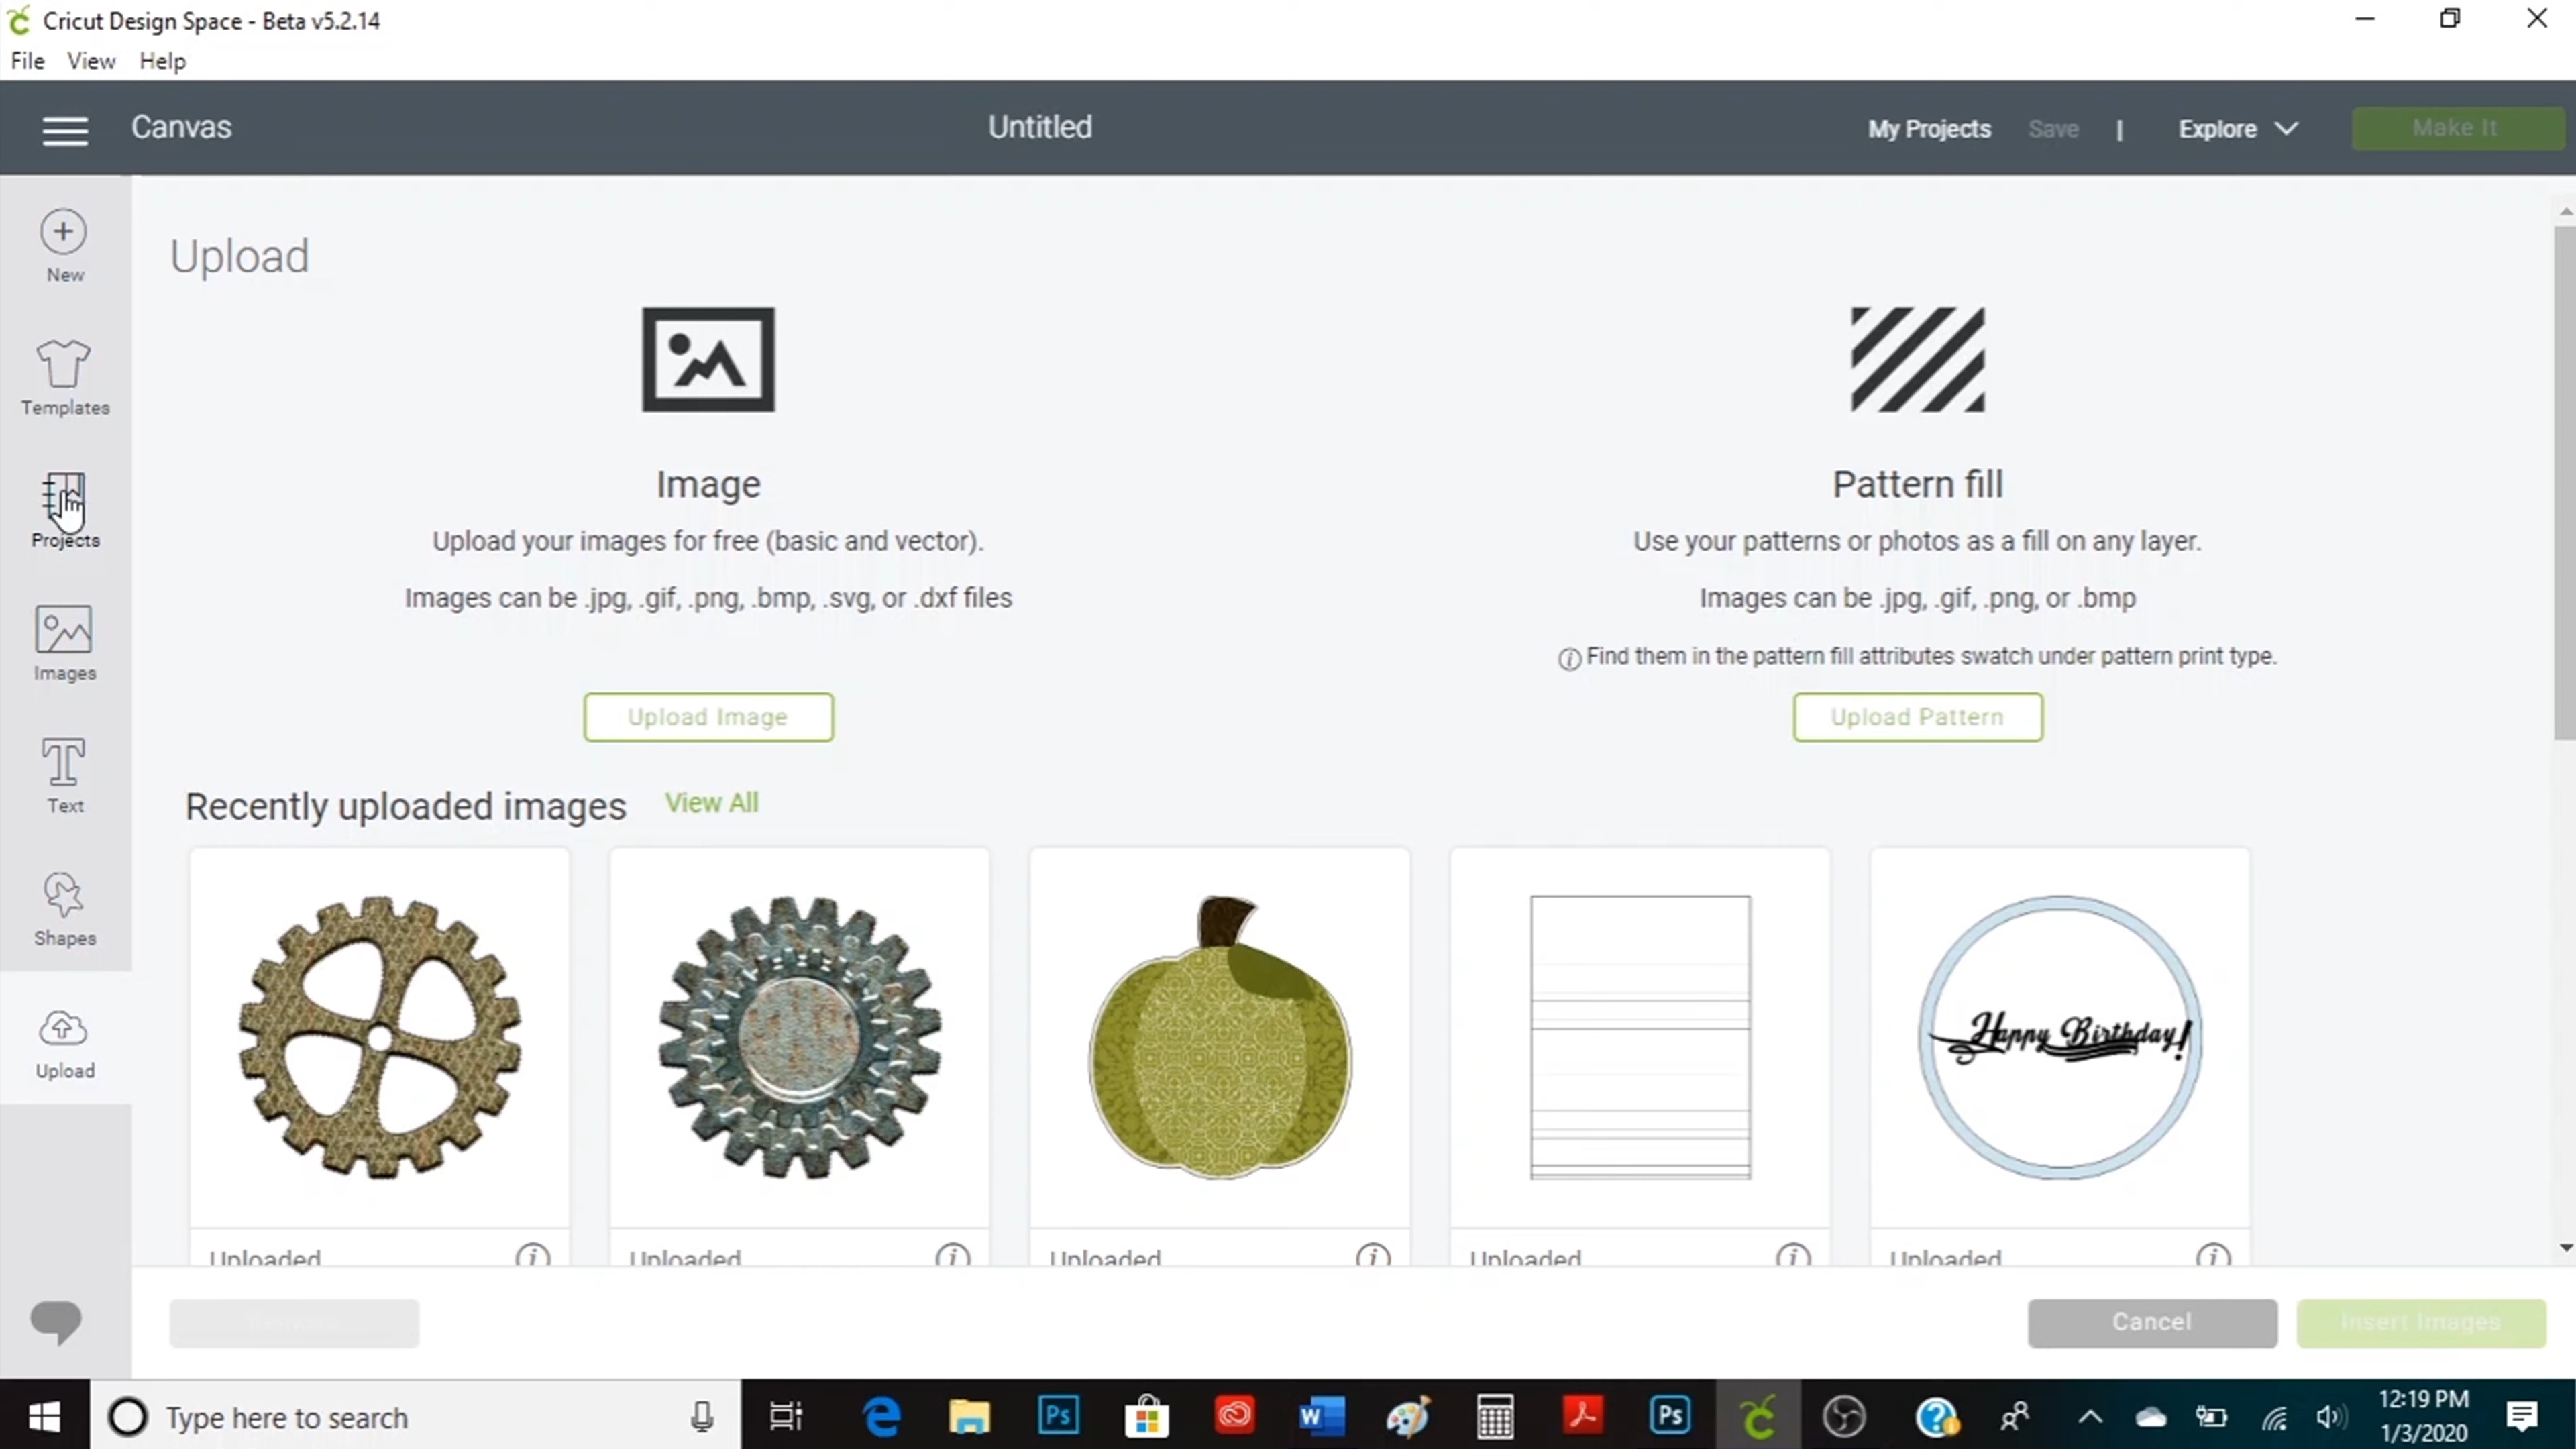 Cricut Design Space - Beta v5.2.14
File View Help
Canvas
Untitled
My Projects Save | Explore Make It
New
Templates
Projects
Images
Text
Shapes
Upload
Upload
Image
Upload your images for free (basic and vector).
Images can be .jpg, .gif, .png, .bmp, .svg, or .dxf files
Upload Image
Pattern fill
Use your patterns or photos as a fill on any layer.
Images can be .jpg, .gif, .png, or .bmp
Find them in the pattern fill attributes swatch under pattern print type.
Upload Pattern
Recently uploaded images View All
Happy Birthday!
Uploaded Uploaded Uploaded Uploaded Uploaded
Cancel Insert Images
Type here to search
Ps
W
Ps
12:19 PM
1/3/2020